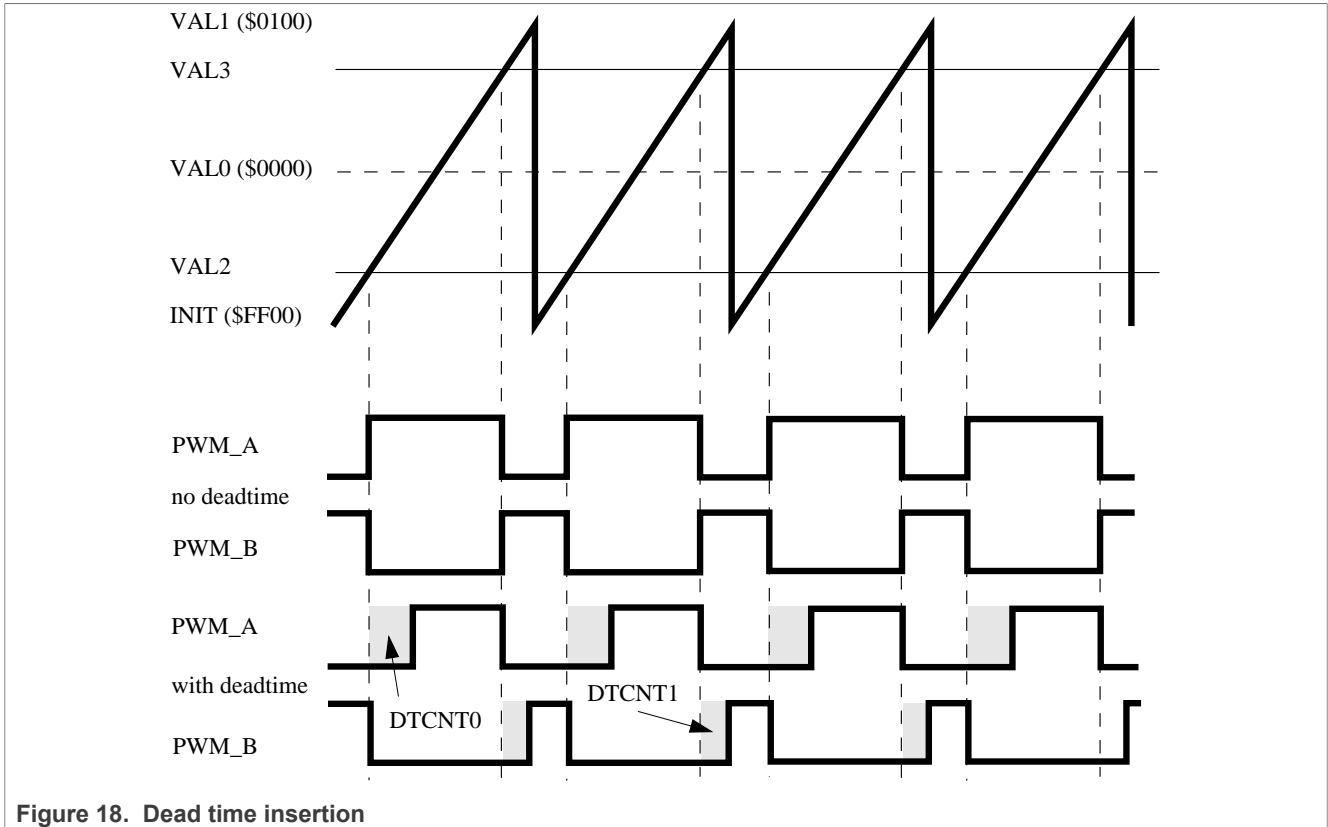 VAL1 ($0100)
VAL3
VAL0 ($0000)
VAL2
INIT ($FF00)
PWM_A
no deadtime
PWM_B
PWM_A
with deadtime
DTCNT0
DTCNT1
PWM_B
Figure 18. Dead time insertion